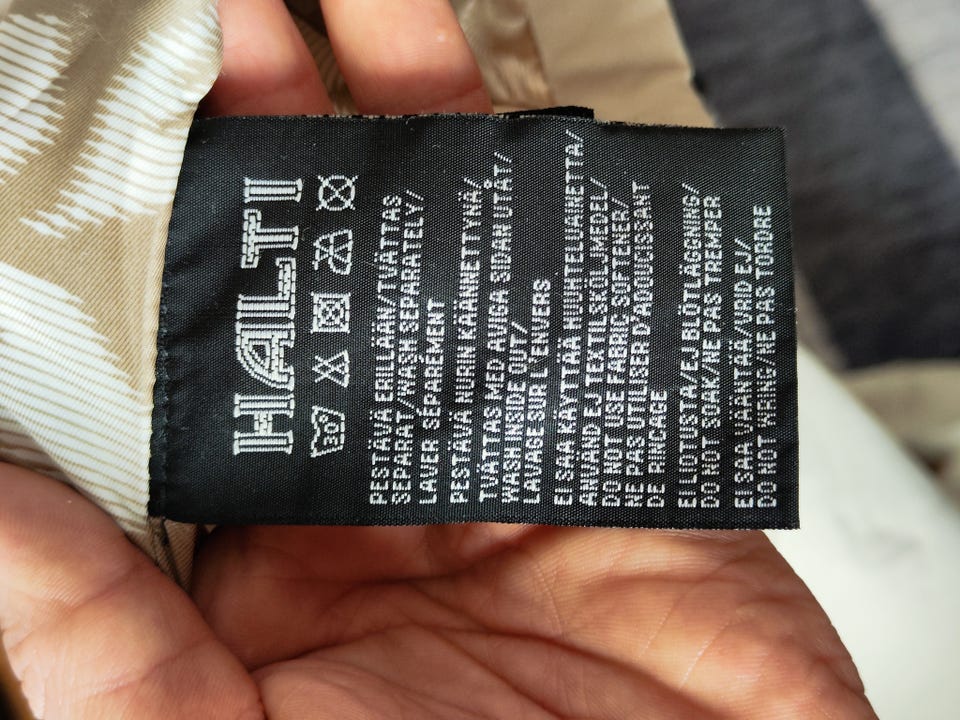 HALTI
30
PESTÄVÄ ERILLÄÄN/TVÄTTAS
SEPARAT/WASH SEPARATELY/
LAVER SÉPARÉMENT
PESTÄVÄ NURIN KÄÄNNETTYNÄ/
TVÄTTAS MED AVIGA SIDAN UTÅT/
WASH INSIDE OUT/
LAVAGE SUR L'ENVERS
EI SAA KÄYTTÄÄ HUUHTELUAINETTA/
ANVÄND EJ TEXTILSKÖLJMEDEL/
DO NOT USE FABRIC SOFTENER/
NE PAS UTILISER D'ADOUCISSANT
DE RINCAGE
EI LIOTUSTA/EJ BLÖTLÄGNING/
DO NOT SOAK/NE PAS TREMPER
EI SAA VÄÄNTÄÄ/VRID EJ/
DO NOT WRING/NE PAS TORDRE